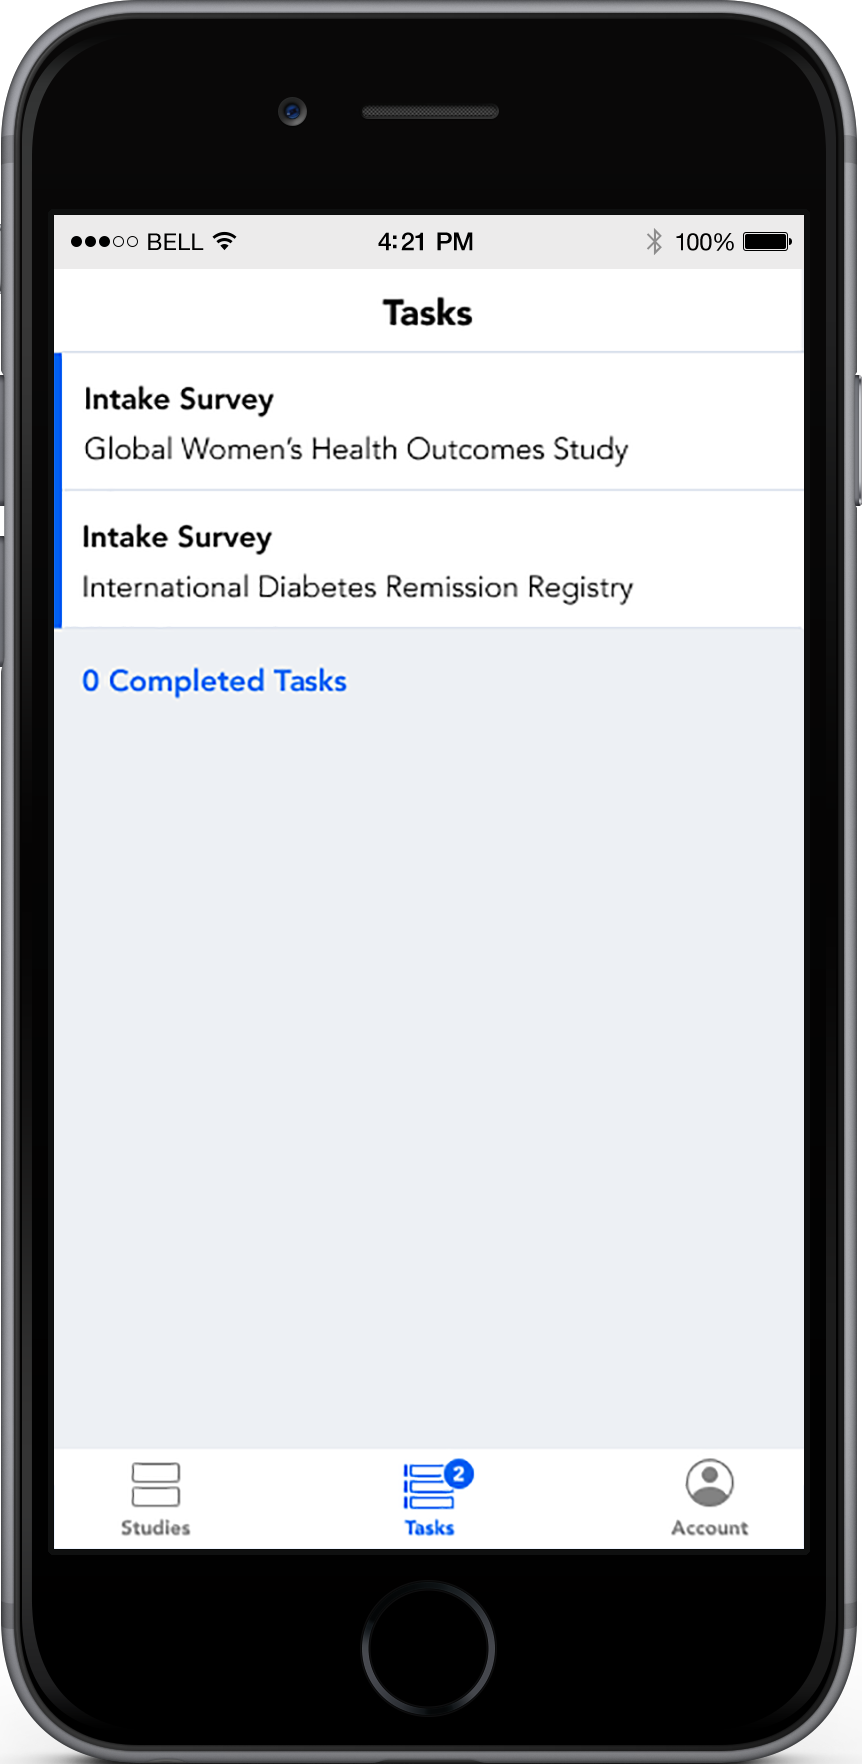 BELL 4:21 PM 100%
Tasks
Intake Survey
Global Women’s Health Outcomes Study
Intake Survey
International Diabetes Remission Registry
0 Completed Tasks
2
Studies Tasks Account